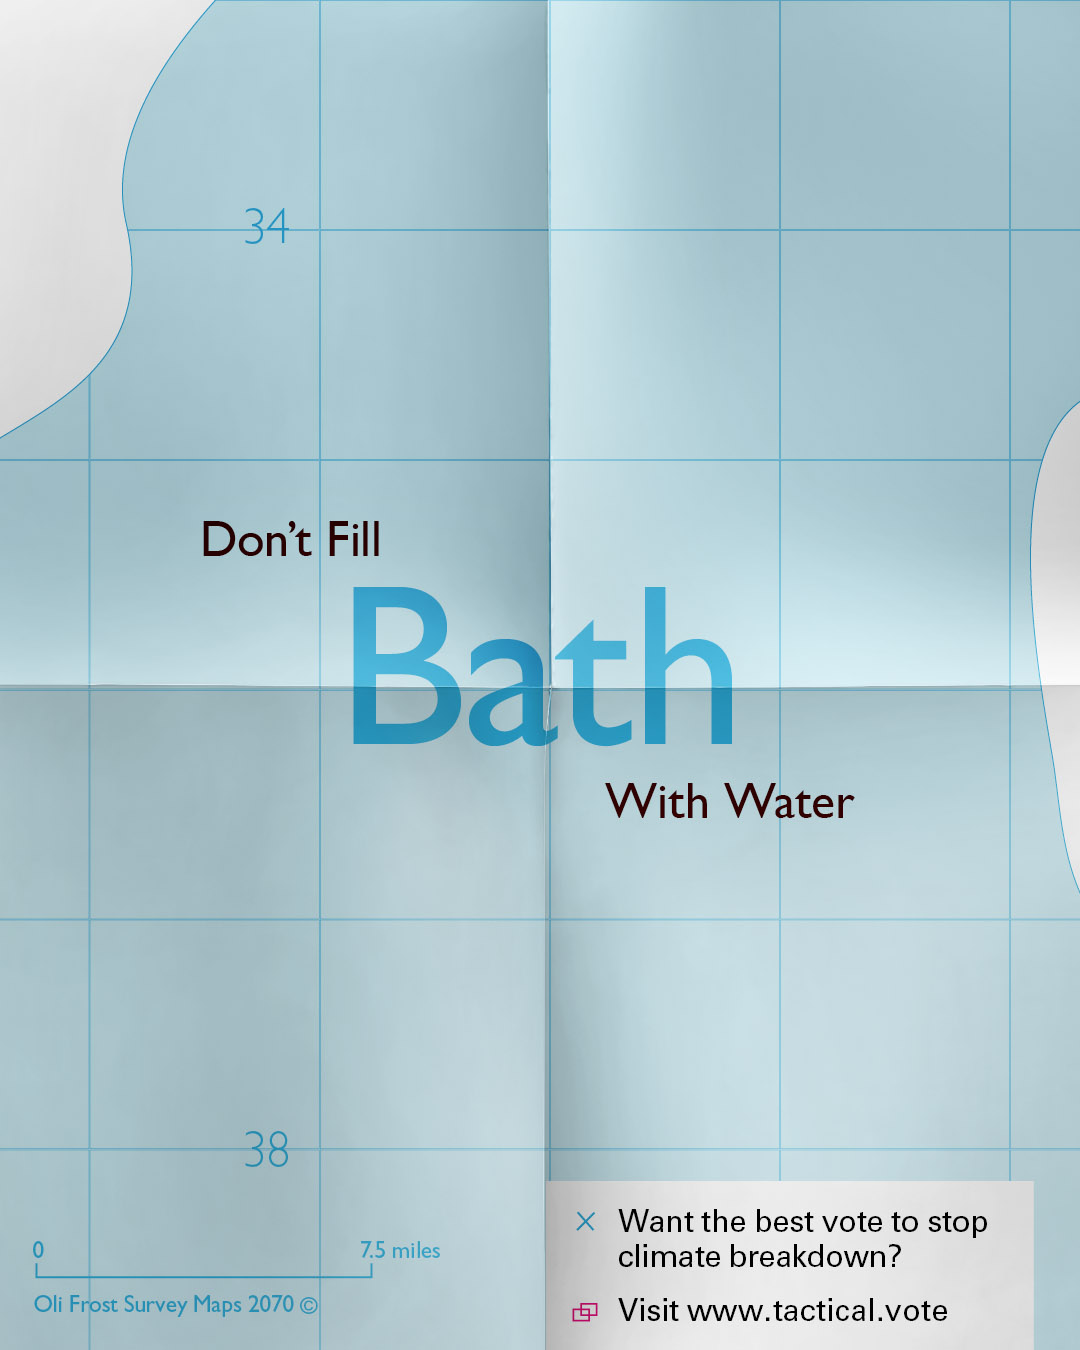 34
Don’t Fill
Bath
With Water
38
0 7.5 miles
Oli Frost Survey Maps 2070 ©
Want the best vote to stop
climate breakdown?
Visit www.tactical.vote